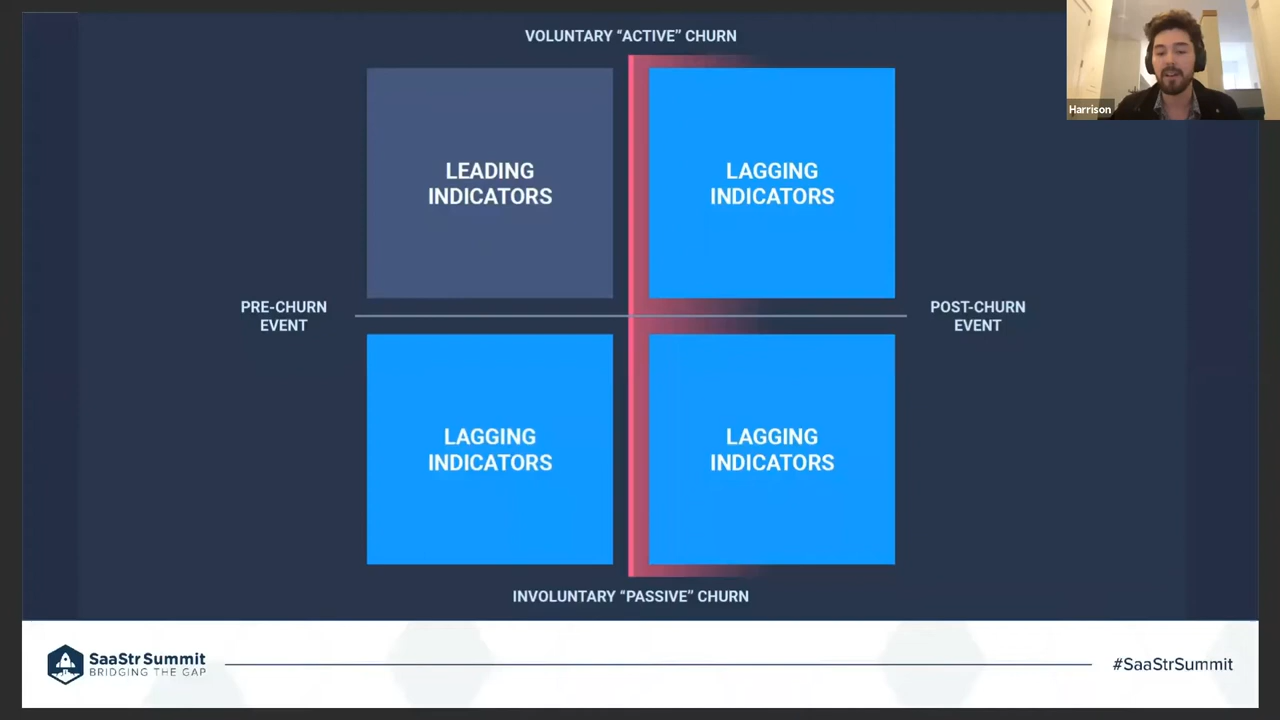 VOLUNTARY “ACTIVE” CHURN
Harrison
LEADING
INDICATORS
LAGGING
INDICATORS
PRE-CHURN
EVENT
POST-CHURN
EVENT
LAGGING
INDICATORS
LAGGING
INDICATORS
INVOLUNTARY “PASSIVE” CHURN
SaaStr Summit
BRIDGING THE GAP
#SaaStrSummit